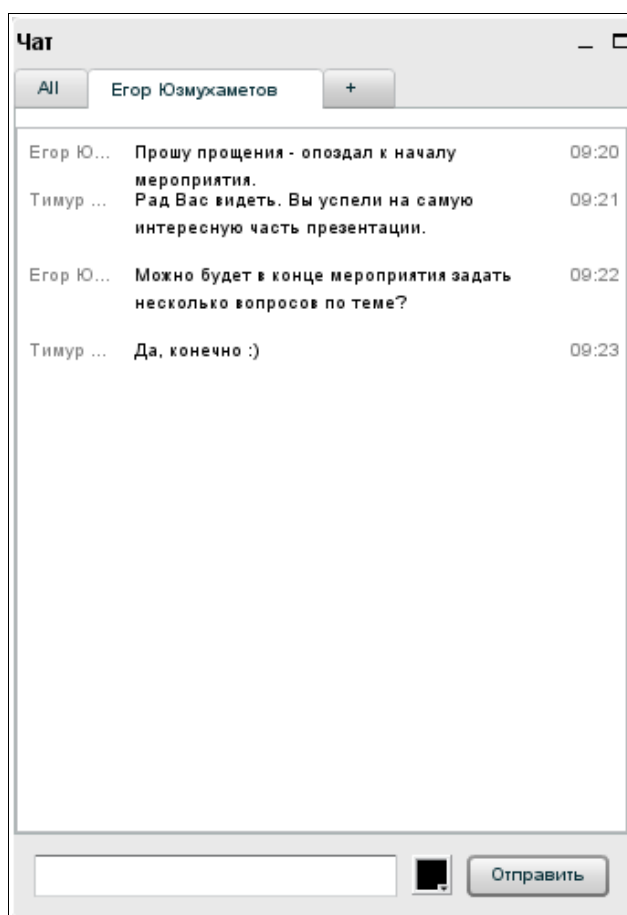 Чат
All Егор Юзмухаметов +
Егор Ю... Прошу прощения - опоздал к началу 09:20
мероприятия.
Тимур ... Рад Вас видеть. Вы успели на самую 09:21
интересную часть презентации.
Егор Ю... Можно будет в конце мероприятия задать 09:22
несколько вопросов по теме?
Тимур ... Да, конечно :) 09:23
Отправить